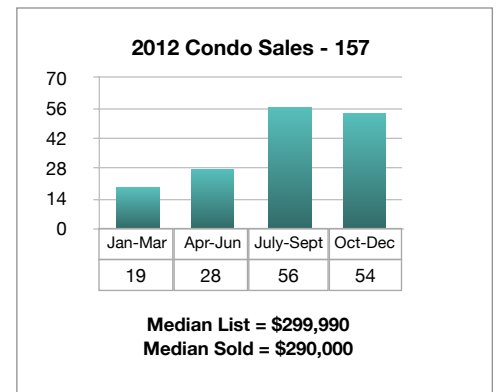 2012 Condo Sales - 157
70
56
42
28
14
0
Jan-Mar Apr-Jun July-Sept Oct-Dec
19 28 56 54
Median List = $299,990
Median Sold = $290,000